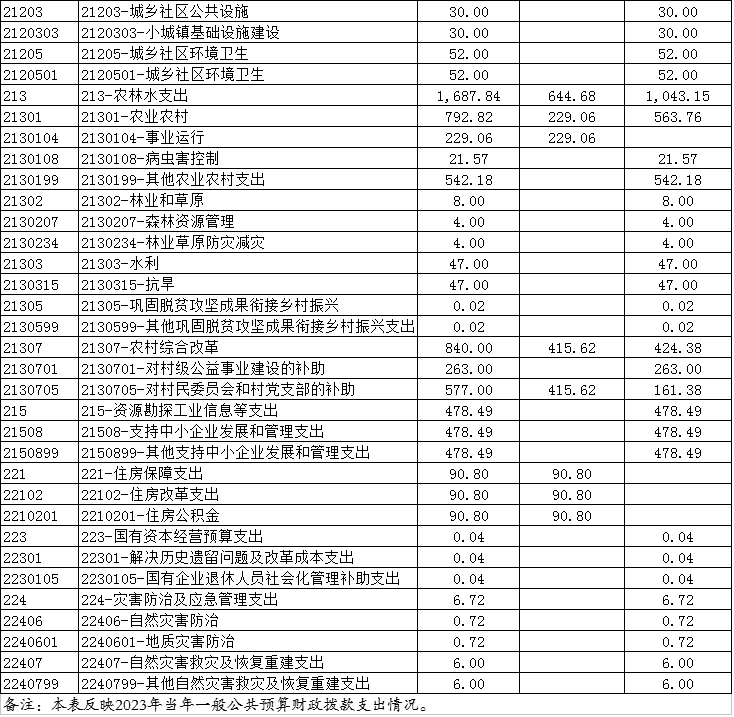 21203 21203-城乡社区公共设施 30.00 30.00
2120303 2120303-小城镇基础设施建设 30.00 30.00
21205 21205-城乡社区环境卫生 52.00 52.00
2120501 2120501-城乡社区环境卫生 52.00 52.00
213 213-农林水支出 1,687.84 644.68 1,043.15
21301 21301-农业农村 792.82 229.06 563.76
2130104 2130104-事业运行 229.06 229.06
2130108 2130108-病虫害控制 21.57 21.57
2130199 2130199-其他农业农村支出 542.18 542.18
21302 21302-林业和草原 8.00 8.00
2130207 2130207-森林资源管理 4.00 4.00
2130234 2130234-林业草原防灾减灾 4.00 4.00
21303 21303-水利 47.00 47.00
2130315 2130315-抗旱 47.00 47.00
21305 21305-巩固脱贫攻坚成果衔接乡村振兴 0.02 0.02
2130599 2130599-其他巩固脱贫攻坚成果衔接乡村振兴支出 0.02 0.02
21307 21307-农村综合改革 840.00 415.62 424.38
2130701 2130701-对村级公益事业建设的补助 263.00 263.00
2130705 2130705-对村民委员会和村党支部的补助 577.00 415.62 161.38
215 215-资源勘探工业信息等支出 478.49 478.49
21508 21508-支持中小企业发展和管理支出 478.49 478.49
2150899 2150899-其他支持中小企业发展和管理支出 478.49 478.49
221 221-住房保障支出 90.80 90.80
22102 22102-住房改革支出 90.80 90.80
2210201 2210201-住房公积金 90.80 90.80
223 223-国有资本经营预算支出 0.04 0.04
22301 22301-解决历史遗留问题及改革成本支出 0.04 0.04
2230105 2230105-国有企业退休人员社会化管理补助支出 0.04 0.04
224 224-灾害防治及应急管理支出 6.72 6.72
22406 22406-自然灾害防治 0.72 0.72
2240601 2240601-地质灾害防治 0.72 0.72
22407 22407-自然灾害救灾及恢复重建支出 6.00 6.00
2240799 2240799-其他自然灾害救灾及恢复重建支出 6.00 6.00
备注：本表反映2023年当年一般公共预算财政拨款支出情况。